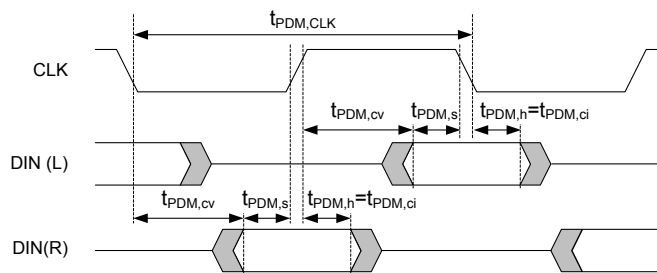 tPDM,CLK
CLK
tPDM,cv tPDM,s tPDM,h=tPDM,ci
DIN (L)
tPDM,cv tPDM,s tPDM,h=tPDM,ci
DIN(R)